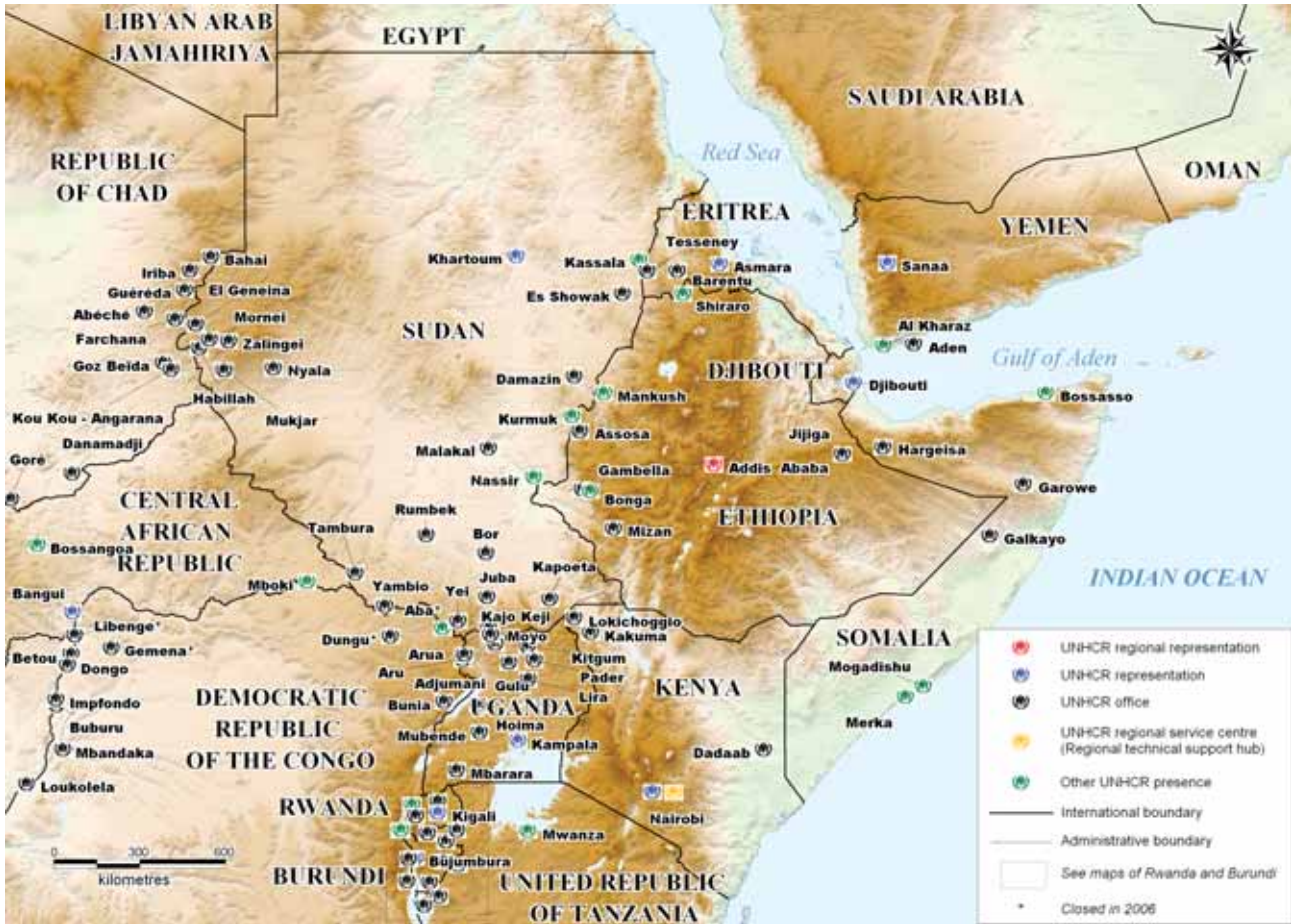 LIBYAN ARAB
JAMAHIRIYA
EGYPT
SAUDI ARABIA
Red Sea
OMAN
REPUBLIC
OF CHAD
ERITREA
YEMEN
Tesseney
Bahai
Khartoum
Kassala
Asmara
Sanaa
Iriba
Barentu
El Geneina
Guéréda
Es Showak
Shiraro
Abéché
Mornei
SUDAN
Al Kharaz
Farchana
Zalingei
Aden
Gulf of Aden
Goz Beïda
Nyala
DJIBOUTI
Damazin
Djibouti
Habillah
Mankush
Bossasso
Kou Kou - Angarana
Mukjar
Kurmuk
Danamadji
Assosa
Jijiga
Malakal
Hargeisa
Goré
Gambella
Addis Ababa
Nassir
Garowe
CENTRAL
AFRICAN
REPUBLIC
Bonga
Rumbek
ETHIOPIA
Tambura
Mizan
Bor
Galkayo
Bossangoa
Kapoeta
Juba
INDIAN OCEAN
Mboki*
Yambio
Yei
Bangui
Aba*
Kajo Keji
Lokichoggio
Libenge*
Dungu*
Moyo
Kakuma
SOMALIA
Gemena*
Betou
Arua
Kitgum
Mogadishu
Dongo
Aru
Adjumani
Gulu
Pader
KENYA
DEMOCRATIC
REPUBLIC
OF THE CONGO
Lira
Impfondo
Bunia
UGANDA
Merka
Buburu
Hoima
Mubende
Kampala
Dadaab
Mbandaka
Mbarara
Loukolela
RWANDA
Kigali
Nairobi
Mwanza
0 300 600
kilometres
Bujumbura
BURUNDI
UNITED REPUBLIC
OF TANZANIA
UNHCR regional representation
UNHCR representation
UNHCR office
UNHCR regional service centre
(Regional technical support hub)
Other UNHCR presence
International boundary
Administrative boundary
See maps of Rwanda and Burundi
* Closed in 2006